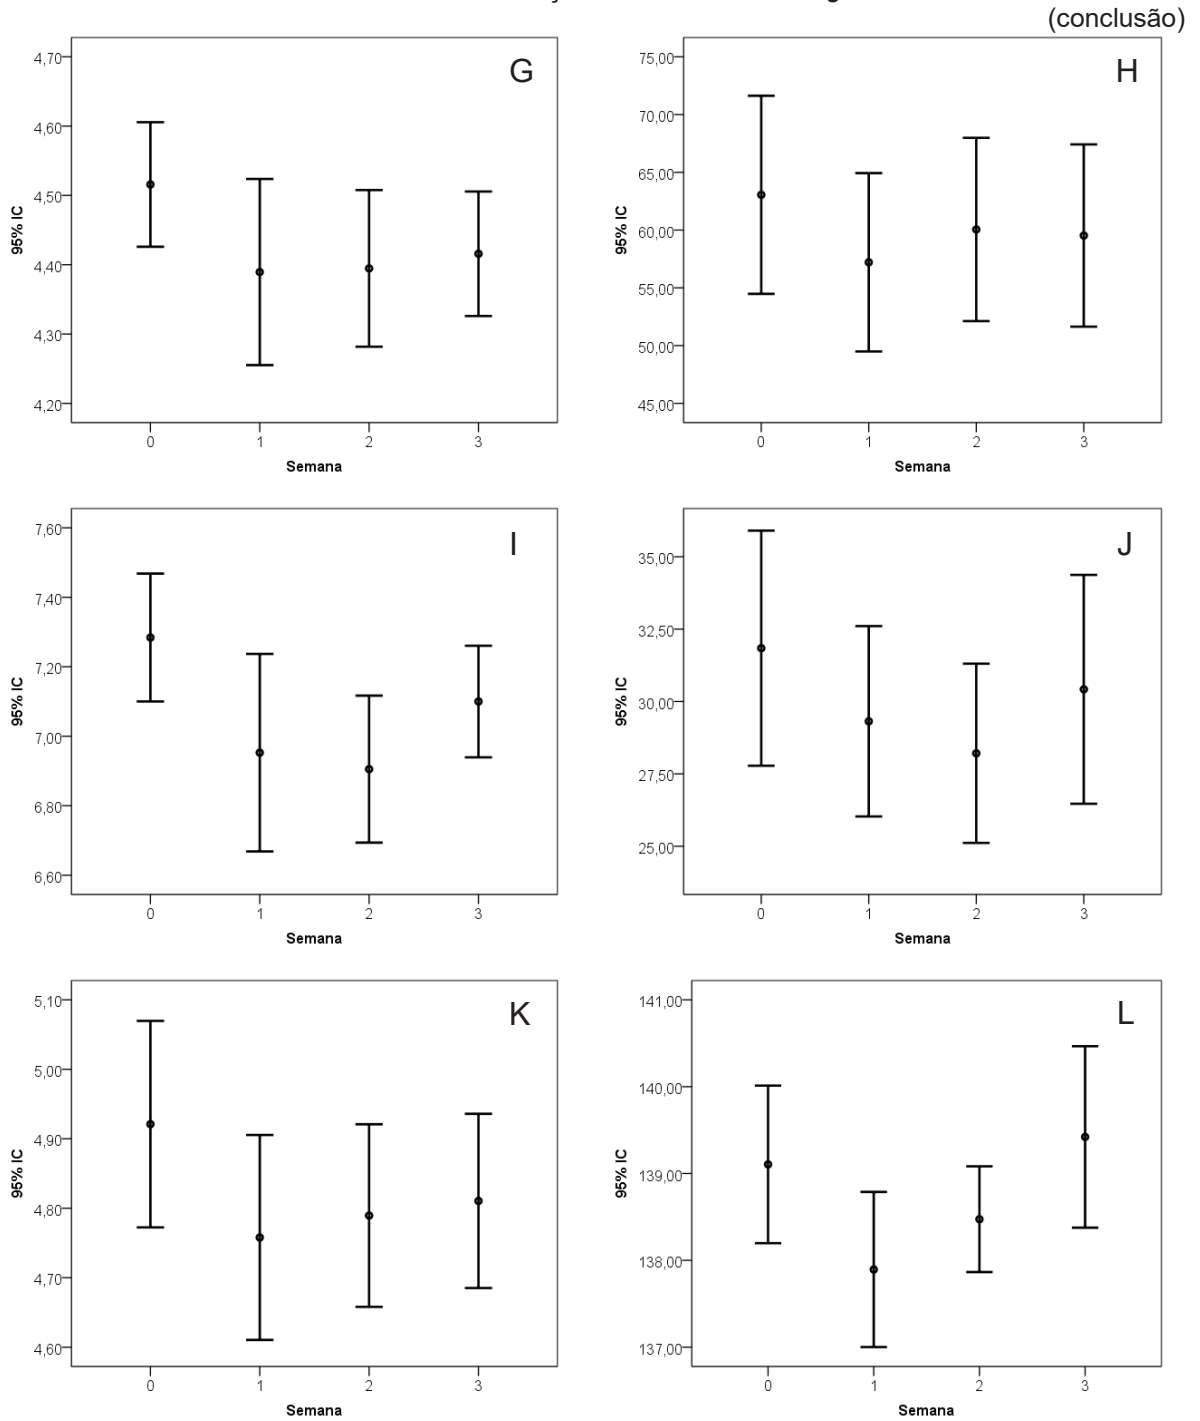 (conclusão)
G
4,70
4,60
4,50
4,40
4,30
4,20
95% IC
0 1 2 3
Semana
H
75,00
70,00
65,00
60,00
55,00
50,00
45,00
95% IC
0 1 2 3
Semana
I
7,60
7,40
7,20
7,00
6,80
6,60
95% IC
0 1 2 3
Semana
J
35,00
32,50
30,00
27,50
25,00
95% IC
0 1 2 3
Semana
K
5,10
5,00
4,90
4,80
4,70
4,60
95% IC
0 1 2 3
Semana
L
141,00
140,00
139,00
138,00
137,00
95% IC
0 1 2 3
Semana